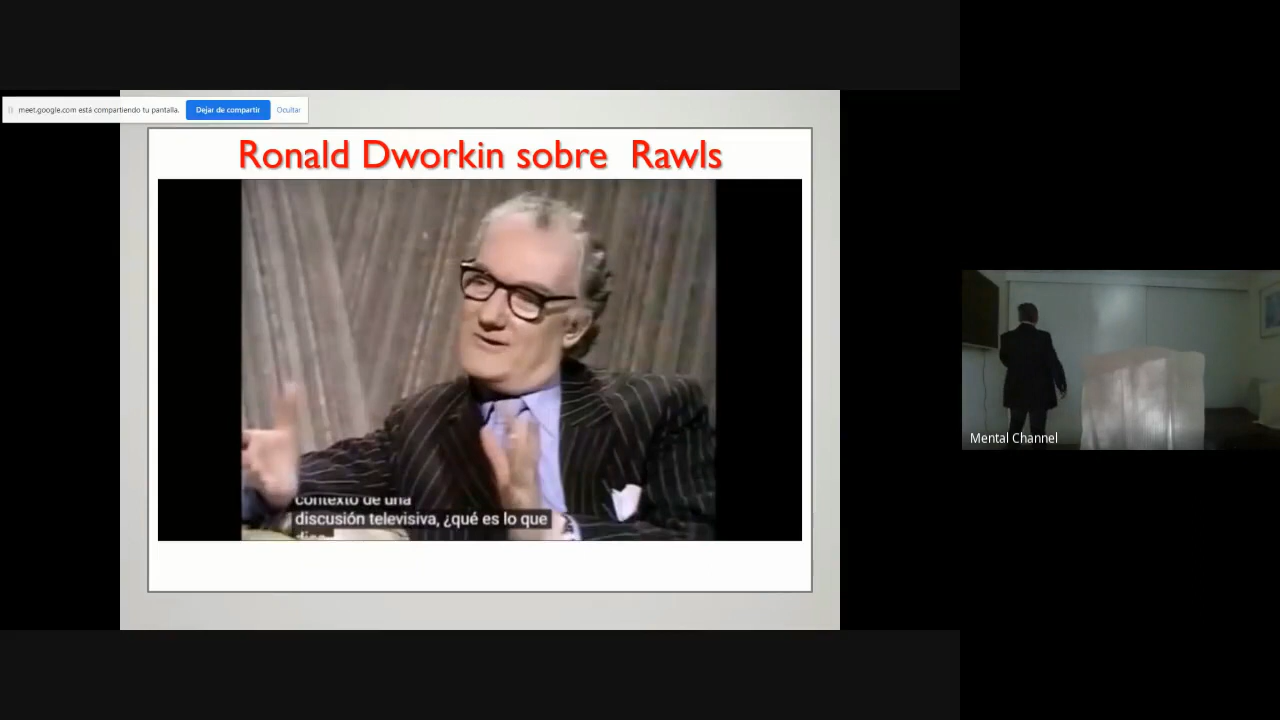 meet.google.com está compartiendo tu pantalla.
Dejar de compartir
Ocultar
Ronald Dworkin sobre Rawls
contexto de una
discusión televisiva, ¿qué es lo que
Mental Channel